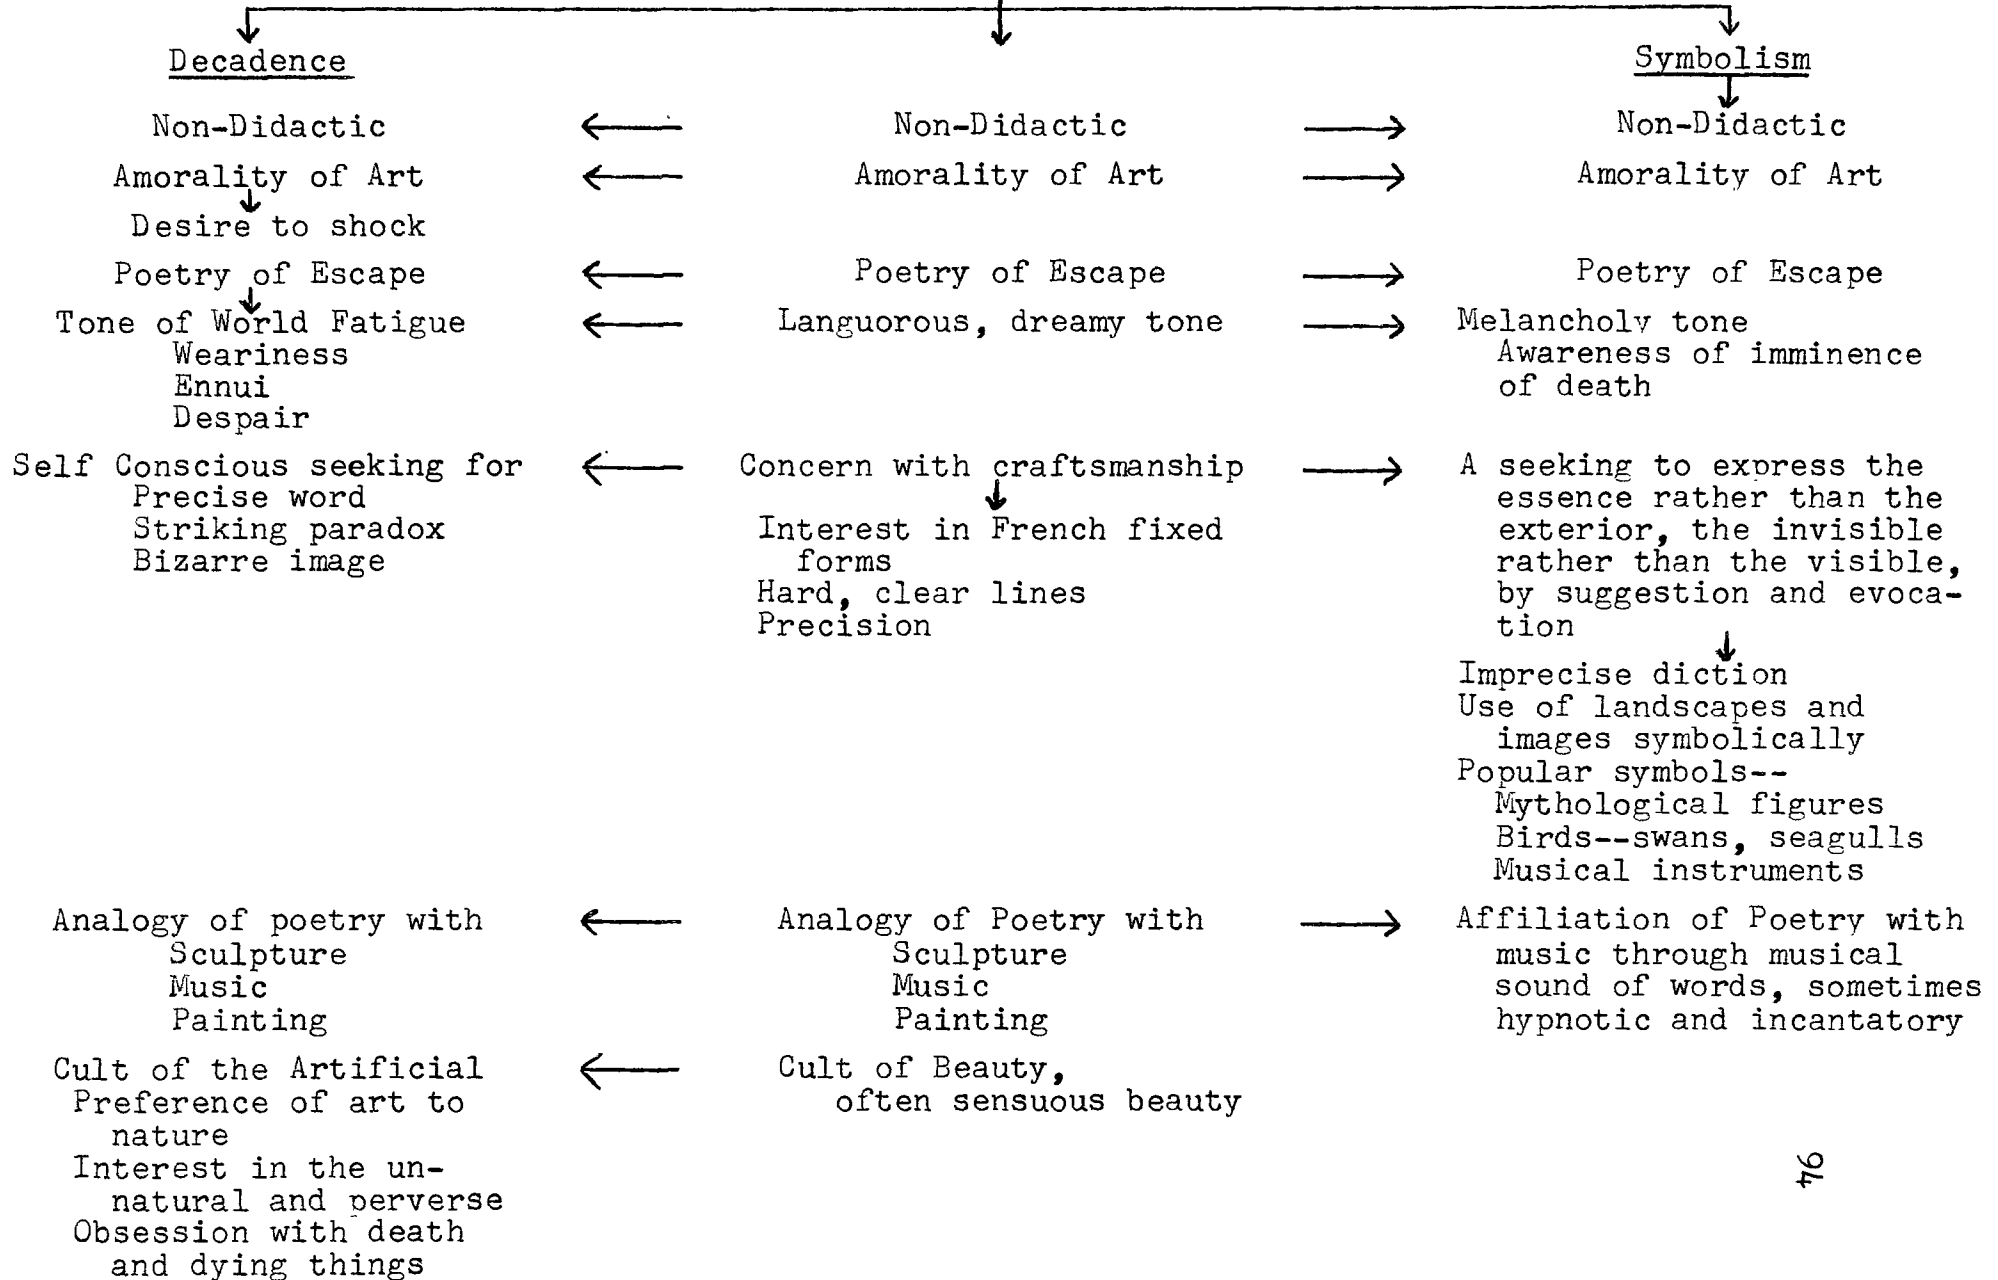 Decadence
Symbolism
Non-Didactic
Non-Didactic
Non-Didactic
Amorality of Art
Amorality of Art
Amorality of Art
Desire to shock
Poetry of Escape
Poetry of Escape
Poetry of Escape
Tone of World Fatigue
Weariness
Ennui
Despair
Languorous, dreamy tone
Melancholy tone
Awareness of imminence
of death
Self Conscious seeking for
Precise word
Striking paradox
Bizarre image
Concern with craftsmanship
Interest in French fixed
forms
Hard, clear lines
Precision
A seeking to express the
essence rather than the
exterior, the invisible
rather than the visible,
by suggestion and evoca-
tion
Imprecise diction
Use of landscapes and
images symbolically
Popular symbols--
Mythological figures
Birds--swans, seagulls
Musical instruments
Analogy of poetry with
Sculpture
Music
Painting
Analogy of Poetry with
Sculpture
Music
Painting
Affiliation of Poetry with
music through musical
sound of words, sometimes
hypnotic and incantatory
Cult of the Artificial
Preference of art to
nature
Interest in the un-
natural and perverse
Obsession with death
and dying things
Cult of Beauty,
often sensuous beauty
94